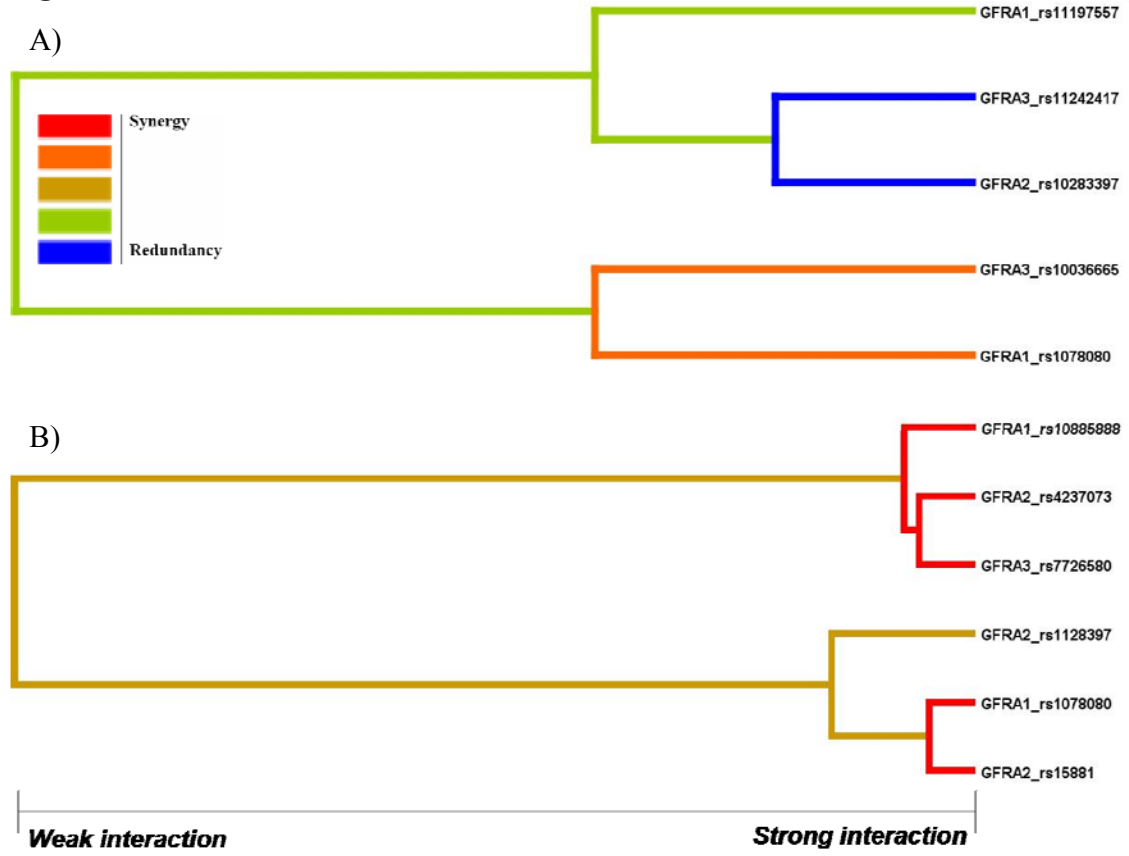 A)
GFRA1_rs11197557
GFRA3_rs11242417
Synergy
GFRA2_rs10283397
Redundancy
GFRA3_rs10036665
GFRA1_rs1078080
B)
GFRA1_rs10885888
GFRA2_rs4237073
GFRA3_rs7726580
GFRA2_rs1128397
GFRA1_rs1078080
GFRA2_rs15881
Weak interaction
Strong interaction